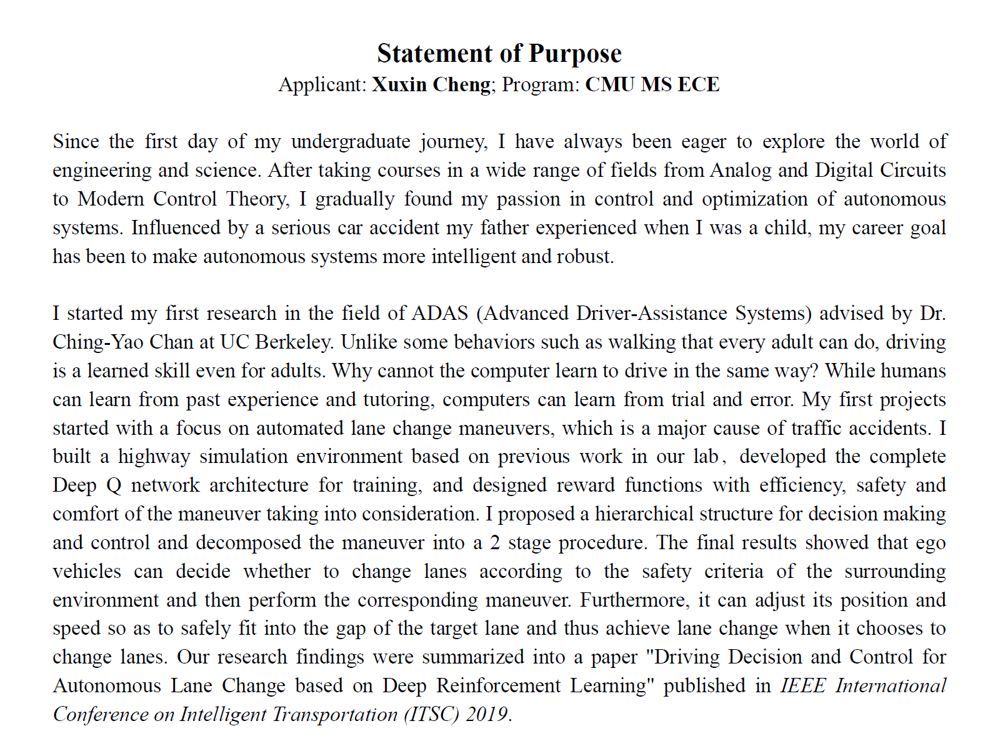 Statement of Purpose
Applicant: Xuxin Cheng; Program: CMU MS ECE
Since the first day of my undergraduate journey, I have always been eager to explore the world of
engineering and science. After taking courses in a wide range of fields from Analog and Digital Circuits
to Modern Control Theory, I gradually found my passion in control and optimization of autonomous
systems. Influenced by a serious car accident my father experienced when I was a child, my career goal
has been to make autonomous systems more intelligent and robust.
I started my first research in the field of ADAS (Advanced Driver-Assistance Systems) advised by Dr.
Ching-Yao Chan at UC Berkeley. Unlike some behaviors such as walking that every adult can do, driving
is a learned skill even for adults. Why cannot the computer learn to drive in the same way? While humans
can learn from past experience and tutoring, computers can learn from trial and error. My first projects
started with a focus on automated lane change maneuvers, which is a major cause of traffic accidents. I
built a highway simulation environment based on previous work in our lab, developed the complete
Deep Q network architecture for training, and designed reward functions with efficiency, safety and
comfort of the maneuver taking into consideration. I proposed a hierarchical structure for decision making
and control and decomposed the maneuver into a 2 stage procedure. The final results showed that ego
vehicles can decide whether to change lanes according to the safety criteria of the surrounding
environment and then perform the corresponding maneuver. Furthermore, it can adjust its position and
speed so as to safely fit into the gap of the target lane and thus achieve lane change when it chooses to
change lanes. Our research findings were summarized into a paper "Driving Decision and Control for
Autonomous Lane Change based on Deep Reinforcement Learning" published in IEEE International
Conference on Intelligent Transportation (ITSC) 2019.